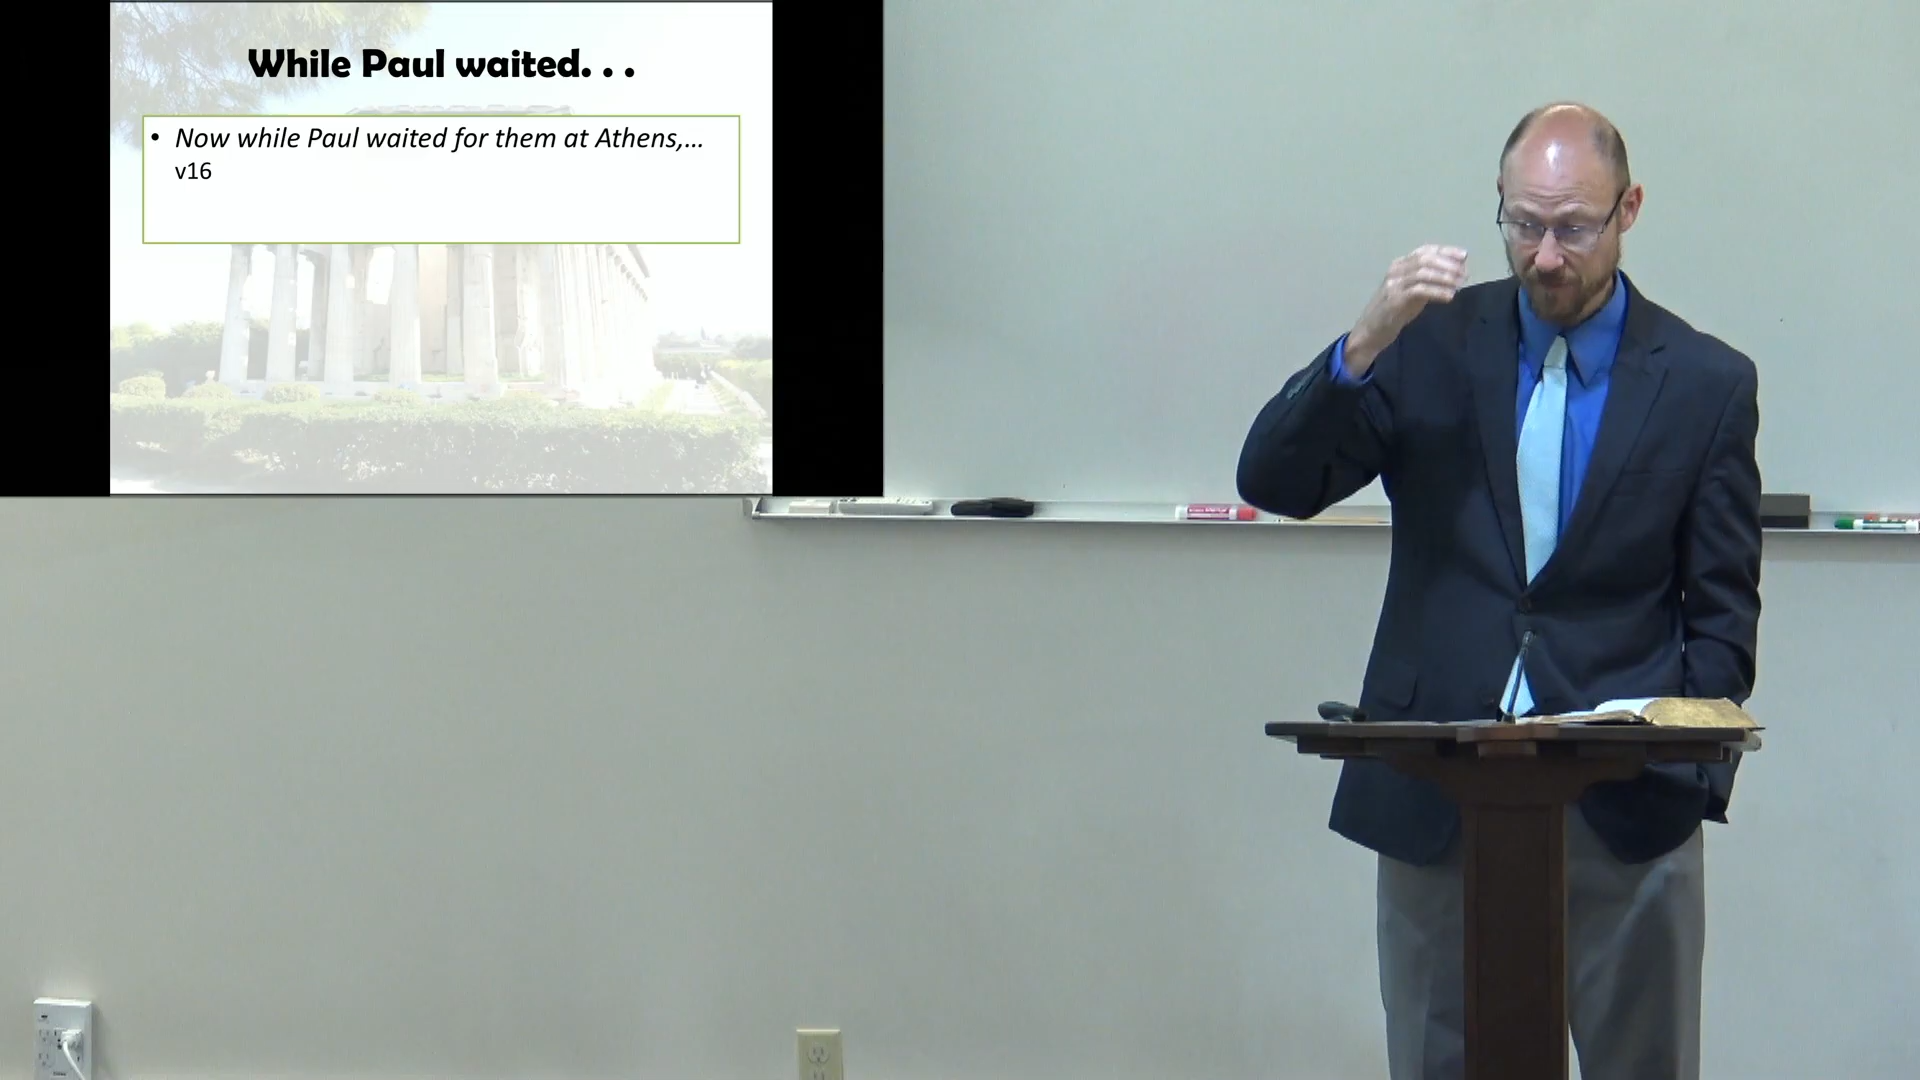 While Paul waited. . .
• Now while Paul waited for them at Athens,...
v16